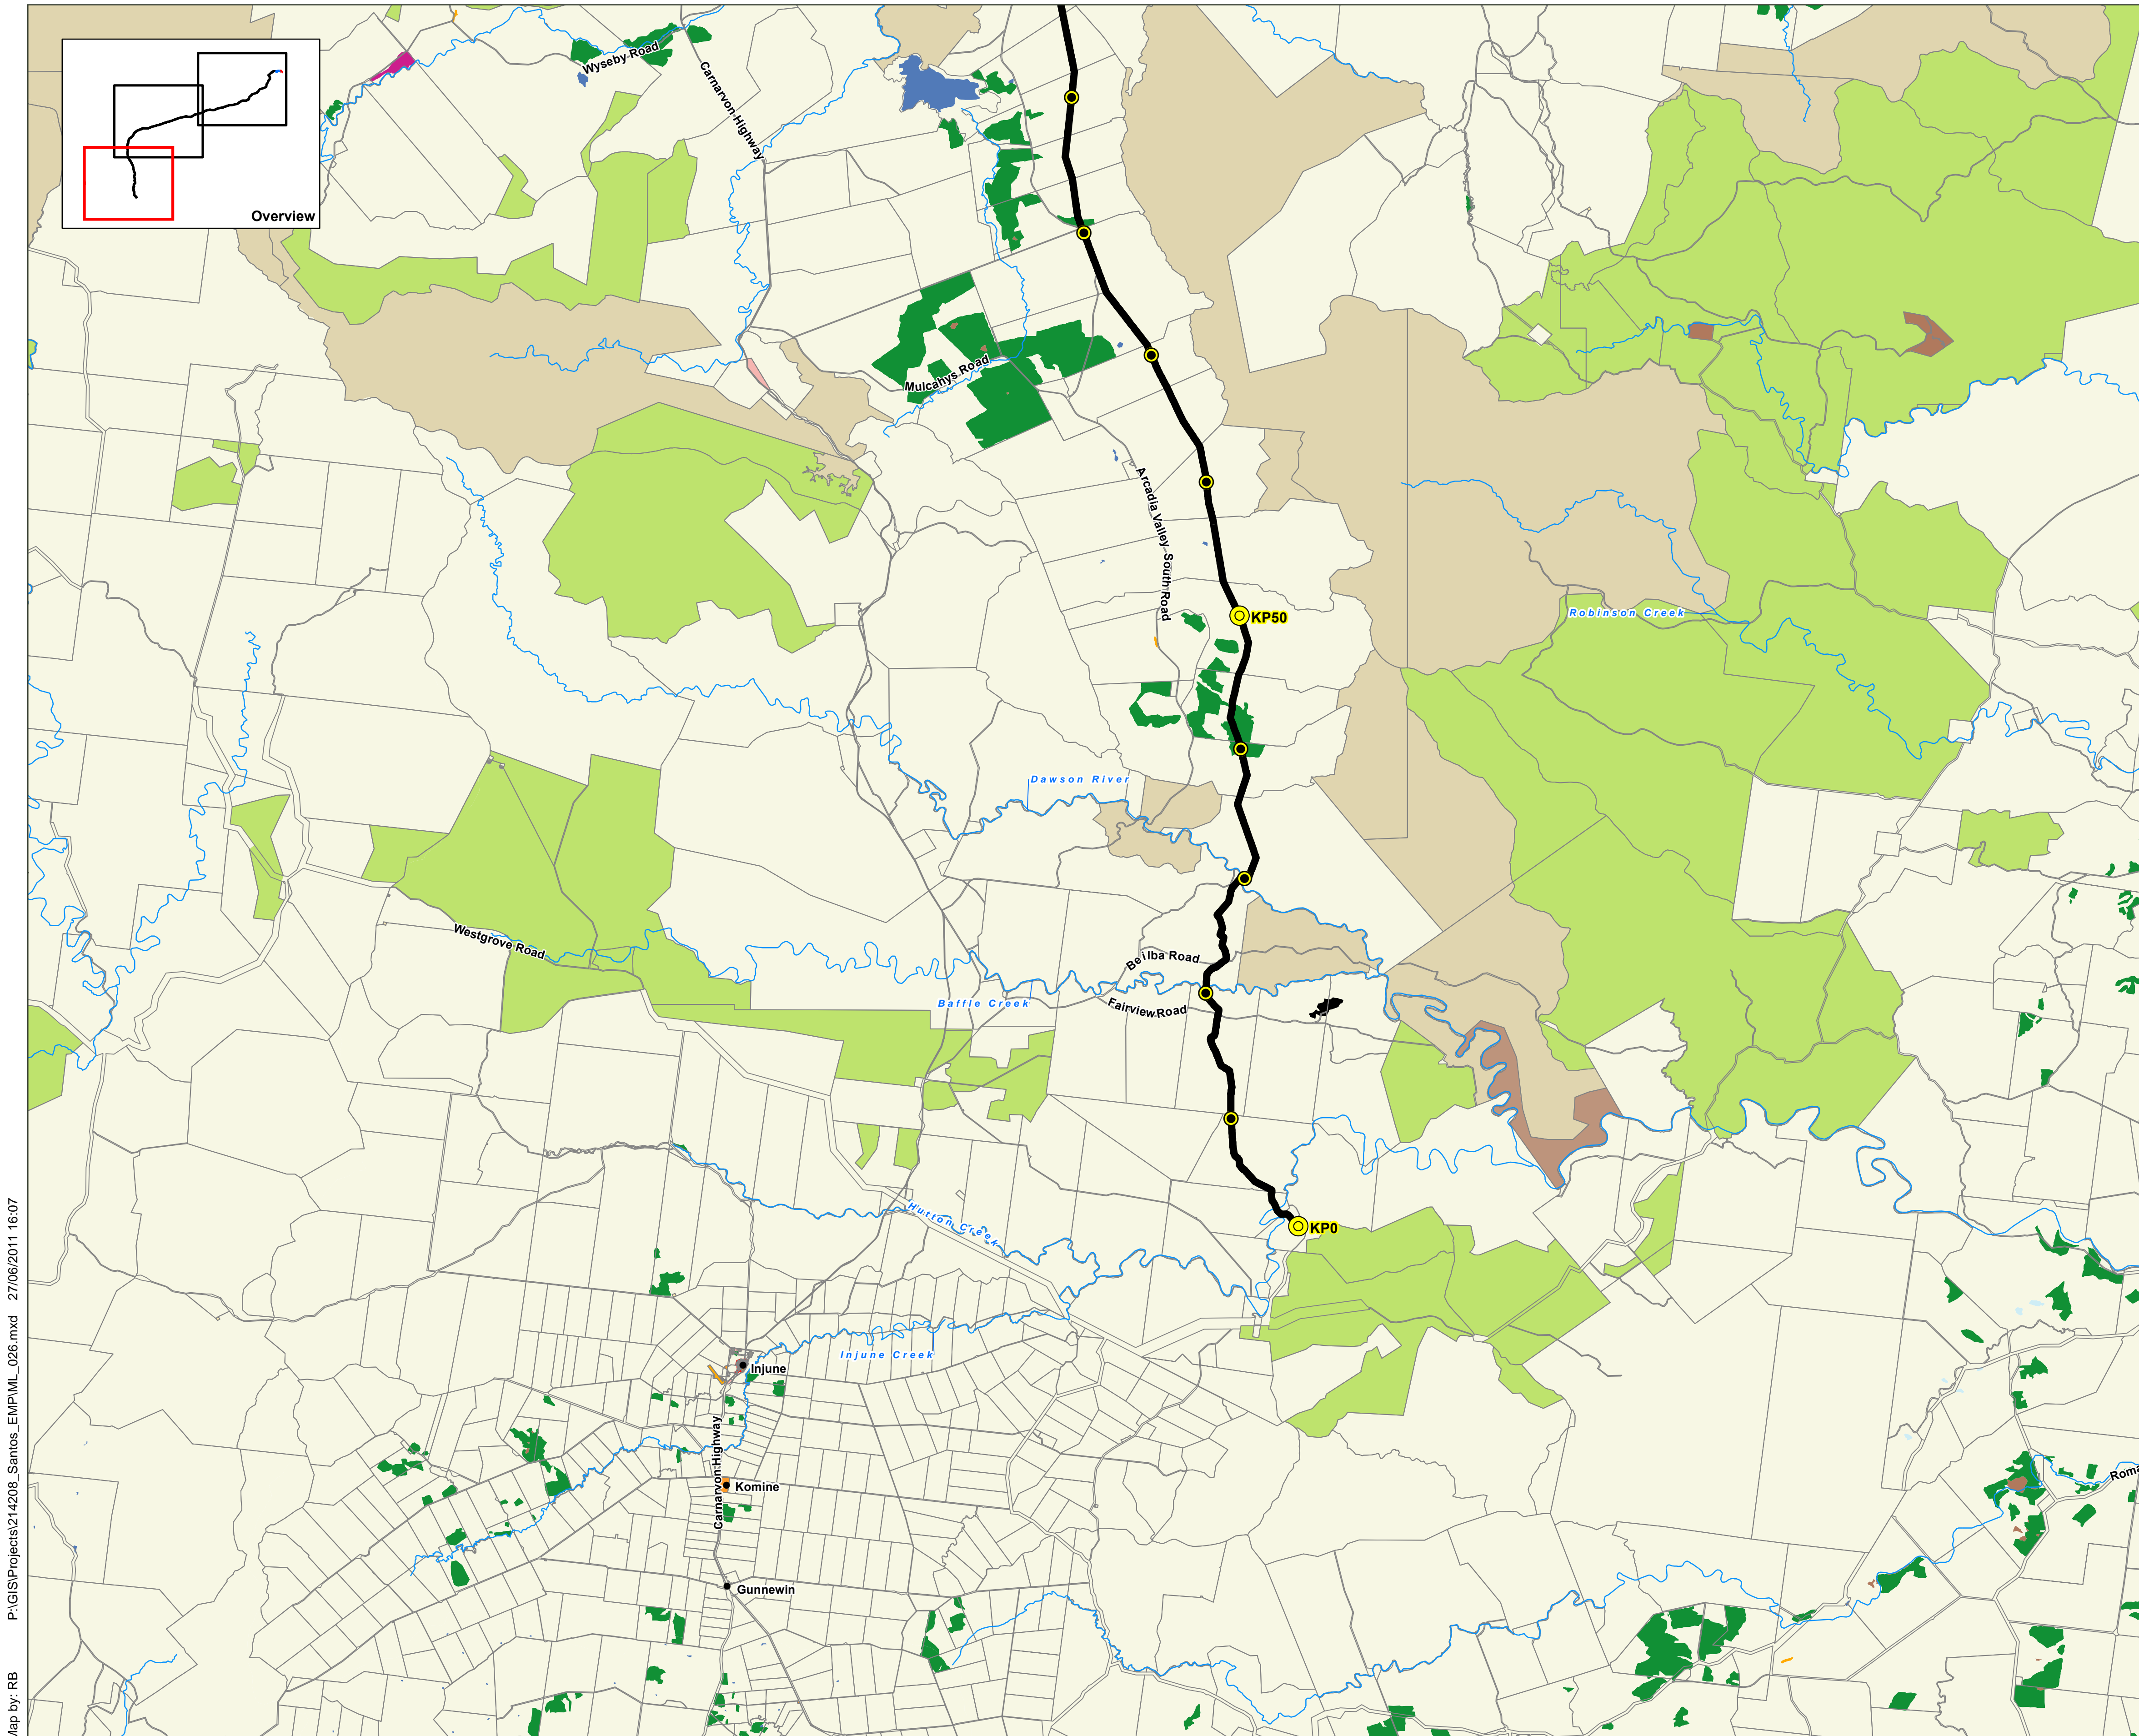 Overview
Wyseby Road
Carnarvon Highway
Mulcahys Road
Arcadia Valley South Road
KP50
Robinson Creek
Dawson River
Westgrove Road
Beilba Road
Baffle Creek
Fairview Road
Hutton Creek
KP0
Injune Creek
Injune
Carnarvon Highway
Komine
Roma
Gunnewin
Map by: RB P:\GIS\Projects\214208_Santos_EMP\ML_026.mxd 27/06/2011 16:07